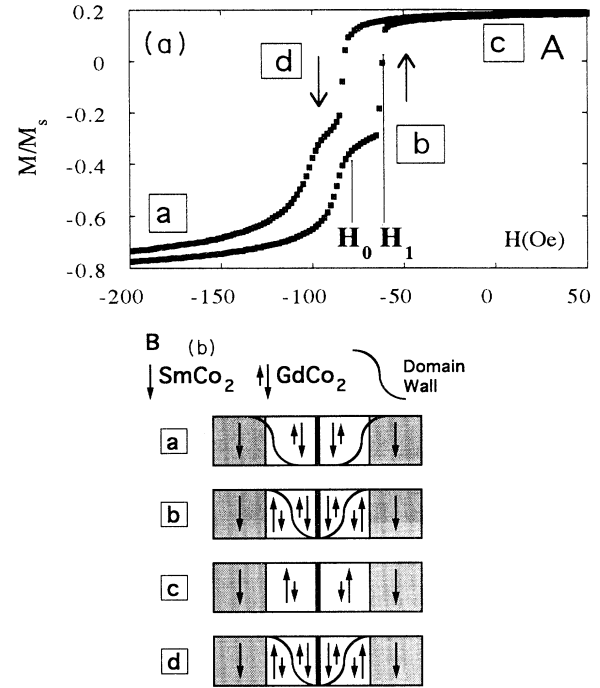 0.2
(a)
d
c
A
0
M/Ms
-0.2
-0.4
b
-0.6
a
H0 H1
H(Oe)
-0.8
-200
-150
-100
-50
0
50
B
(b)
SmCo2
GdCo2
Domain
Wall
a
b
c
d